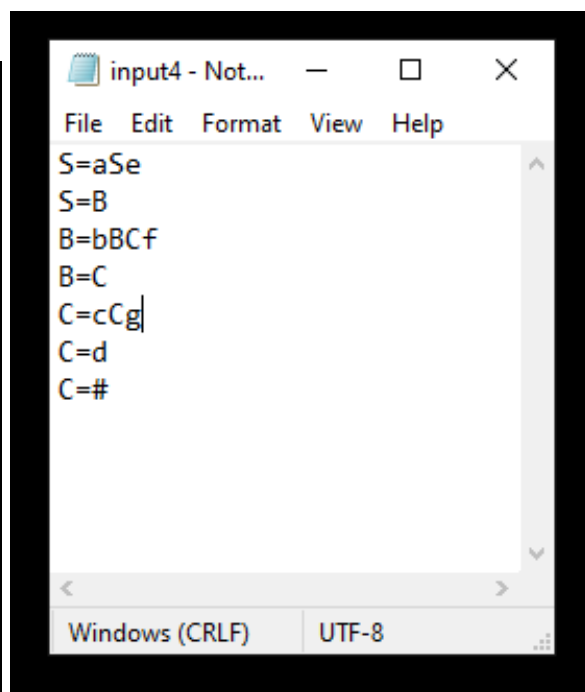 input4 - Not...
File Edit Format View Help
S=aSe
S=B
B=bBCf
B=C
C=cCg
C=d
C=#
Windows (CRLF) UTF-8